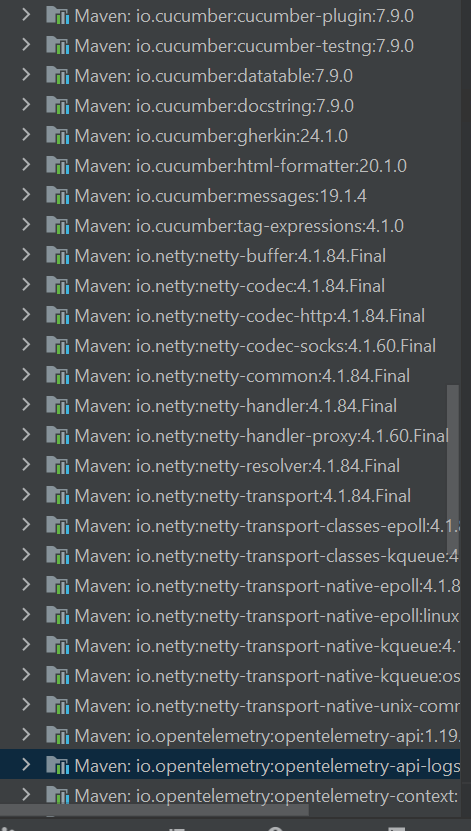 Maven: io.cucumber:cucumber-plugin:7.9.0
Maven: io.cucumber:cucumber-testng:7.9.0
Maven: io.cucumber:datatable:7.9.0
Maven: io.cucumber:docstring:7.9.0
Maven: io.cucumber:gherkin:24.1.0
Maven: io.cucumber:html-formatter:20.1.0
Maven: io.cucumber:messages:19.1.4
Maven: io.cucumber:tag-expressions:4.1.0
Maven: io.netty:netty-buffer:4.1.84.Final
Maven: io.netty:netty-codec:4.1.84.Final
Maven: io.netty:netty-codec-http:4.1.84.Final
Maven: io.netty:netty-codec-socks:4.1.60.Final
Maven: io.netty:netty-common:4.1.84.Final
Maven: io.netty:netty-handler:4.1.84.Final
Maven: io.netty:netty-handler-proxy:4.1.60.Final
Maven: io.netty:netty-resolver:4.1.84.Final
Maven: io.netty:netty-transport:4.1.84.Final
Maven: io.netty:netty-transport-classes-epoll:4.1.8
Maven: io.netty:netty-transport-classes-kqueue:4
Maven: io.netty:netty-transport-native-epoll:4.1.8
Maven: io.netty:netty-transport-native-epoll:linux
Maven: io.netty:netty-transport-native-kqueue:4.
Maven: io.netty:netty-transport-native-kqueue:os
Maven: io.netty:netty-transport-native-unix-comm
Maven: io.opentelemetry:opentelemetry-api:1.19.
Maven: io.opentelemetry:opentelemetry-api-logs
Maven: io.opentelemetry:opentelemetry-context: